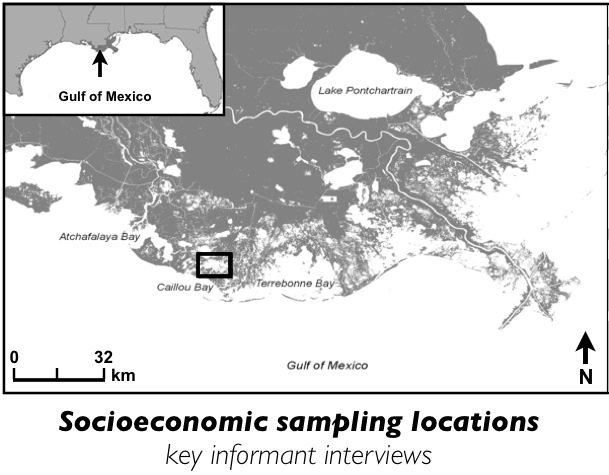 Gulf of Mexico
Lake Pontchartrain
Atchafalaya Bay
Caillou Bay
Terrebonne Bay
Gulf of Mexico
0 32
km
N
Socioeconomic sampling locations
key informant interviews